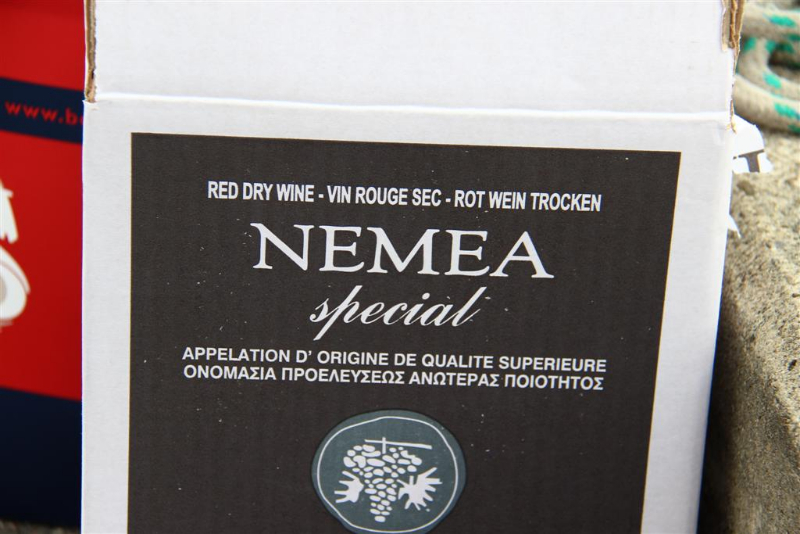 www.b
RED DRY WINE - VIN ROUGE SEC - ROT WEIN TROCKEN
NEMEA
special
APPELATION D' ORIGINE DE QUALITE SUPERIEURE
ΟΝΟΜΑΣΙΑ ΠΡΟΕΛΕΥΣΕΩΣ ΑΝΩΤΕΡΑΣ ΠΟΙΟΤΗΤΟΣ